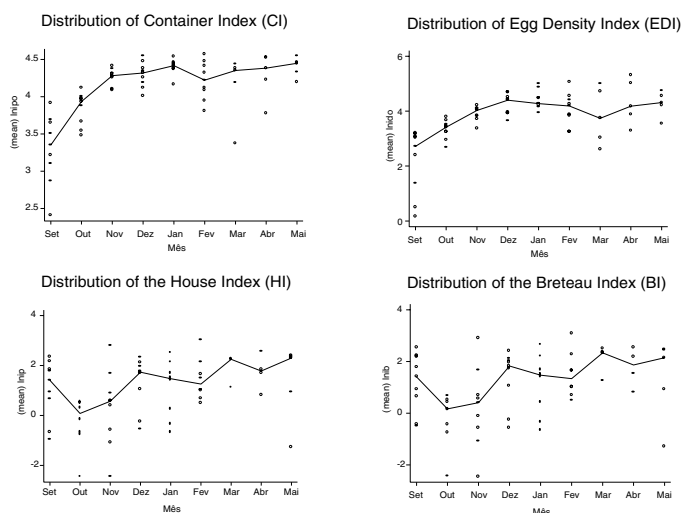 Distribution of Container Index (CI)
(mean) lnipo
4.5
4
3.5
3
2.5
Set Out Nov Dez Jan Fev Mar Abr Mai
Mês
Distribution of Egg Density Index (EDI)
(mean) lnido
6
4
2
0
Set Out Nov Dez Jan Fev Mar Abr Mai
Mês
Distribution of the House Index (HI)
(mean) lnip
4
2
0
-2
Set Out Nov Dez Jan Fev Mar Abr Mai
Mês
Distribution of the Breteau Index (BI)
(mean) lnib
4
2
0
-2
Set Out Nov Dez Jan Fev Mar Abr Mai
Mês